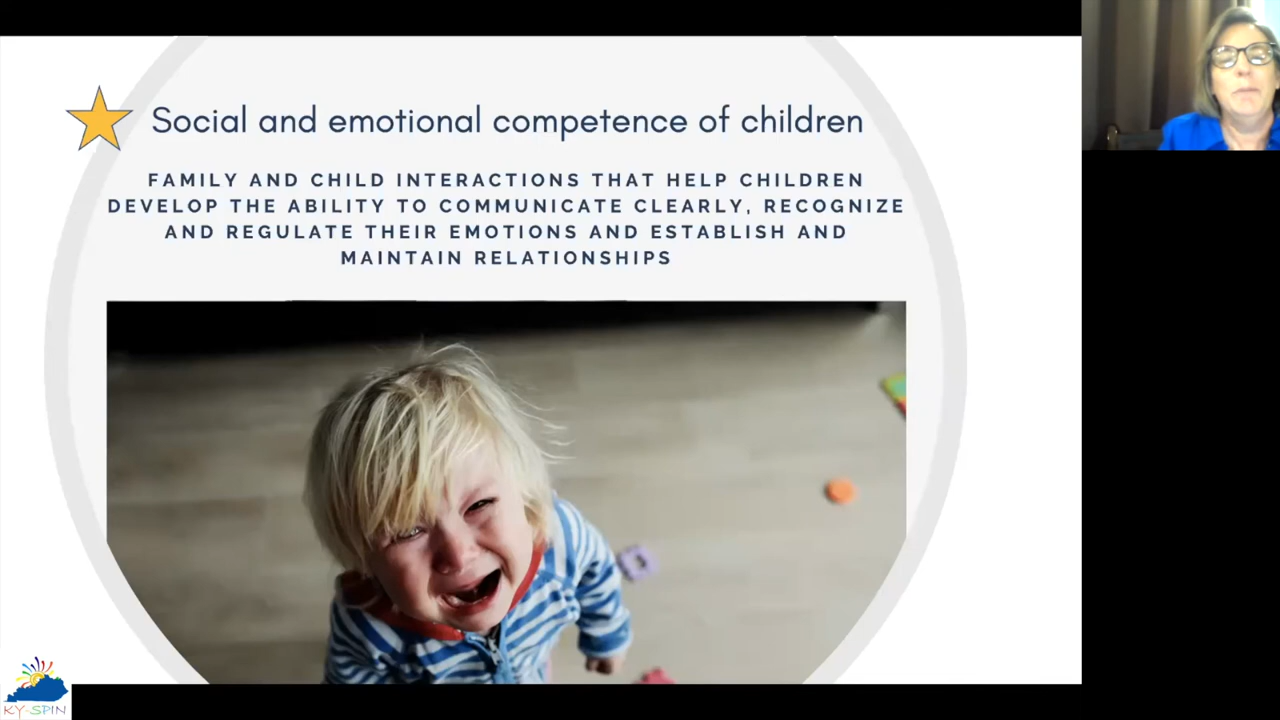 Social and emotional competence of children
FAMILY AND CHILD INTERACTIONS THAT HELP CHILDREN
DEVELOP THE ABILITY TO COMMUNICATE CLEARLY, RECOGNIZE
AND REGULATE THEIR EMOTIONS AND ESTABLISH AND
MAINTAIN RELATIONSHIPS
KY-SPIN